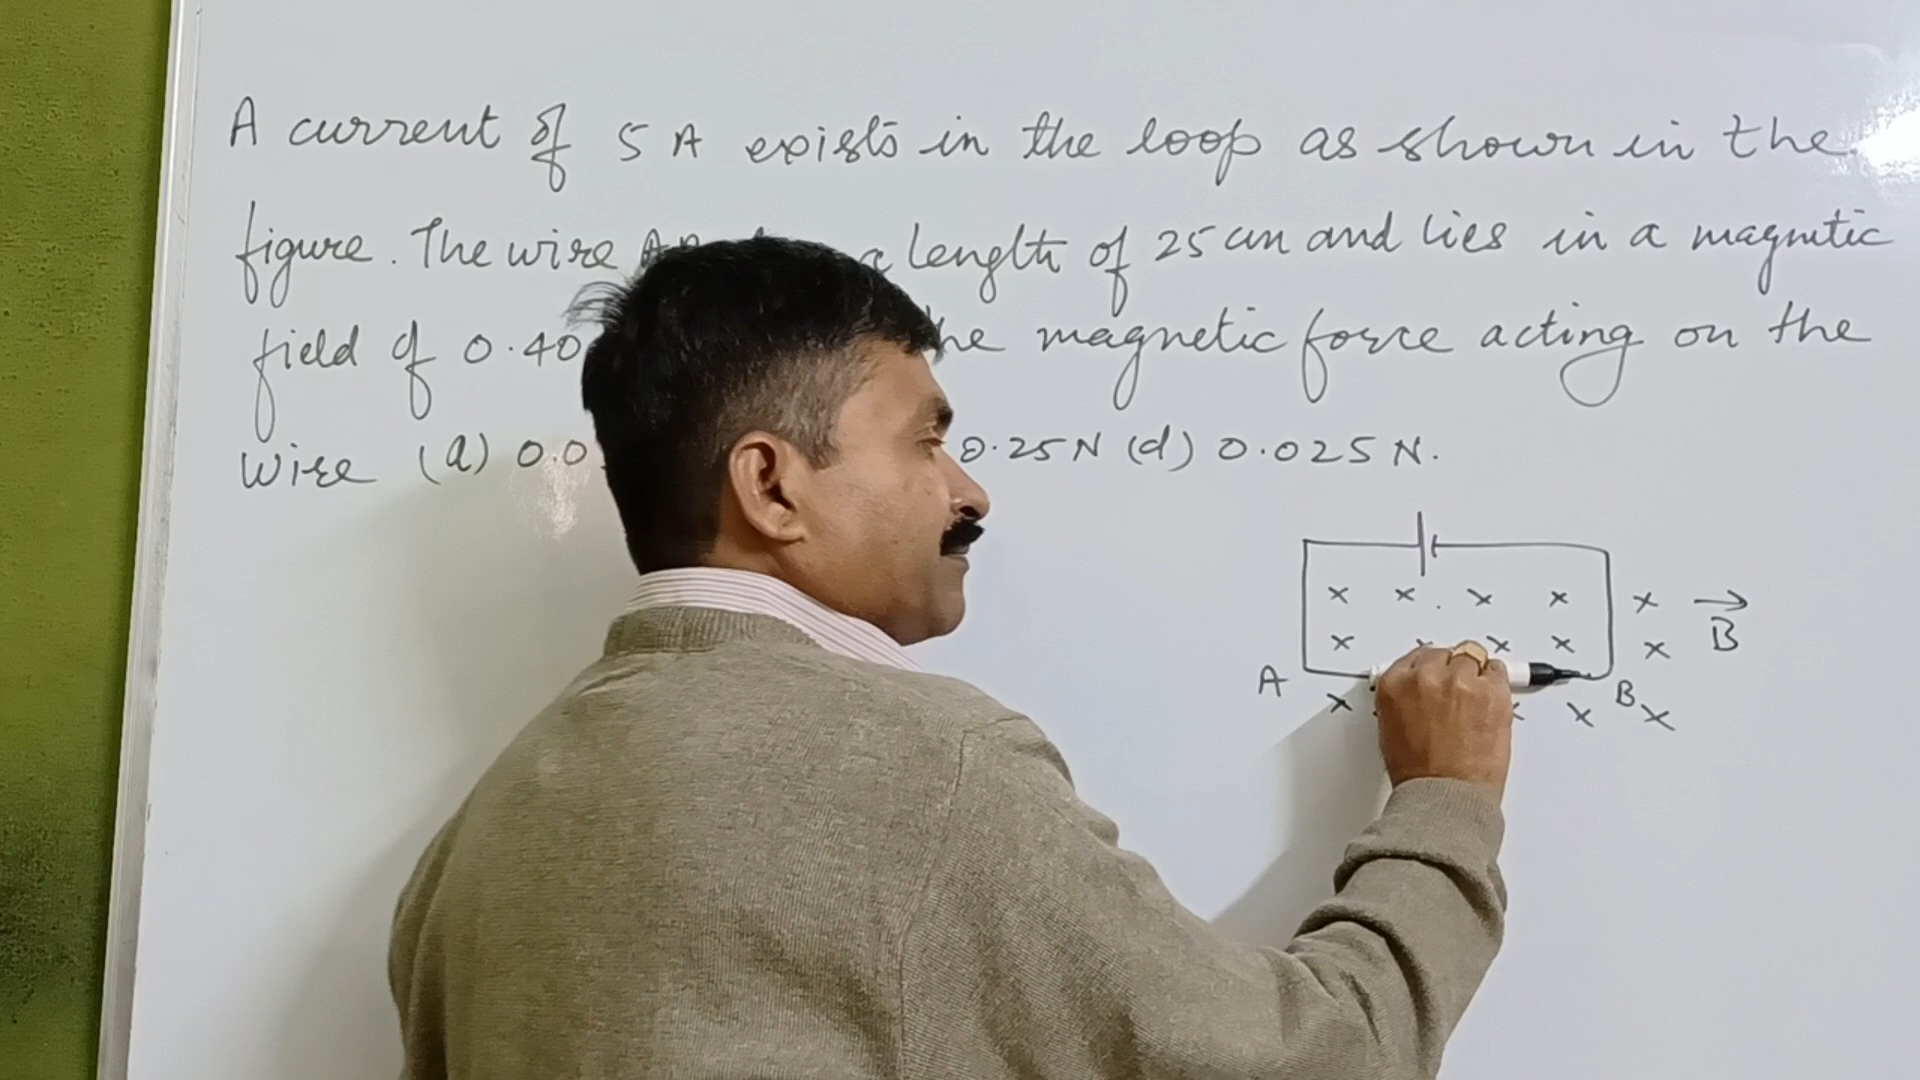 A current of 5 A exists in the loop as shown in the
figure. The wire a length of 25 cm and lies in a magnetic
field of 0.40 magnetic force acting on the
Wire (a) 0.0 0.25 N (d) 0.025 N.
x x x x x
B
x x x x
A B
x x x